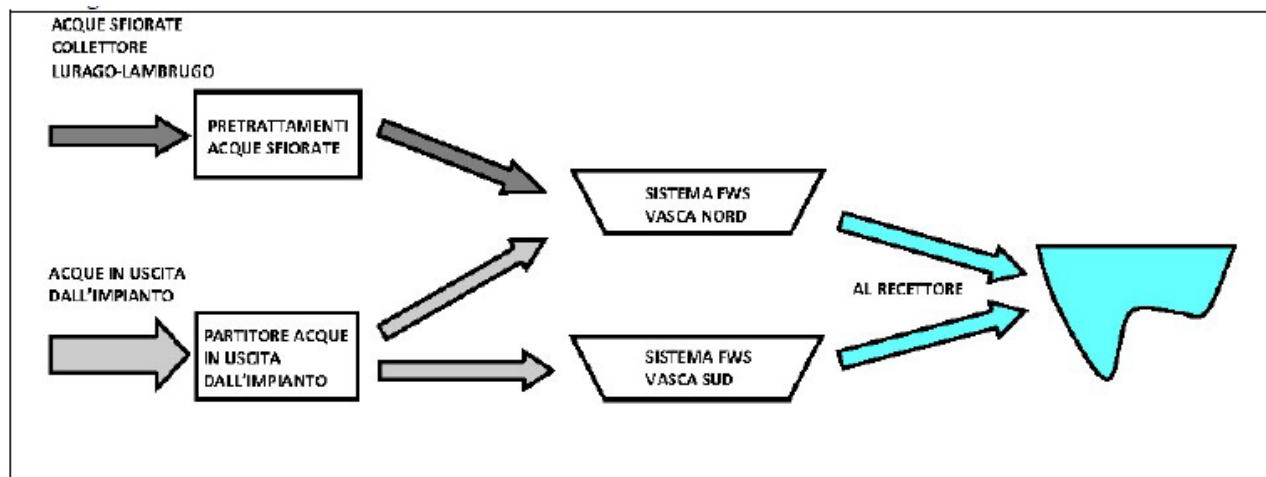 ACQUE SFIORATE
COLLETTORE
LURAGO-LAMBRUGO
PRETRATTAMENTI
ACQUE SFIORATE
SISTEMA FWS
VASCA NORD
ACQUE IN USCITA
DALL'IMPIANTO
AL RECETTORE
PARTITORE ACQUE
IN USCITA
DALL'IMPIANTO
SISTEMA FWS
VASCA SUD